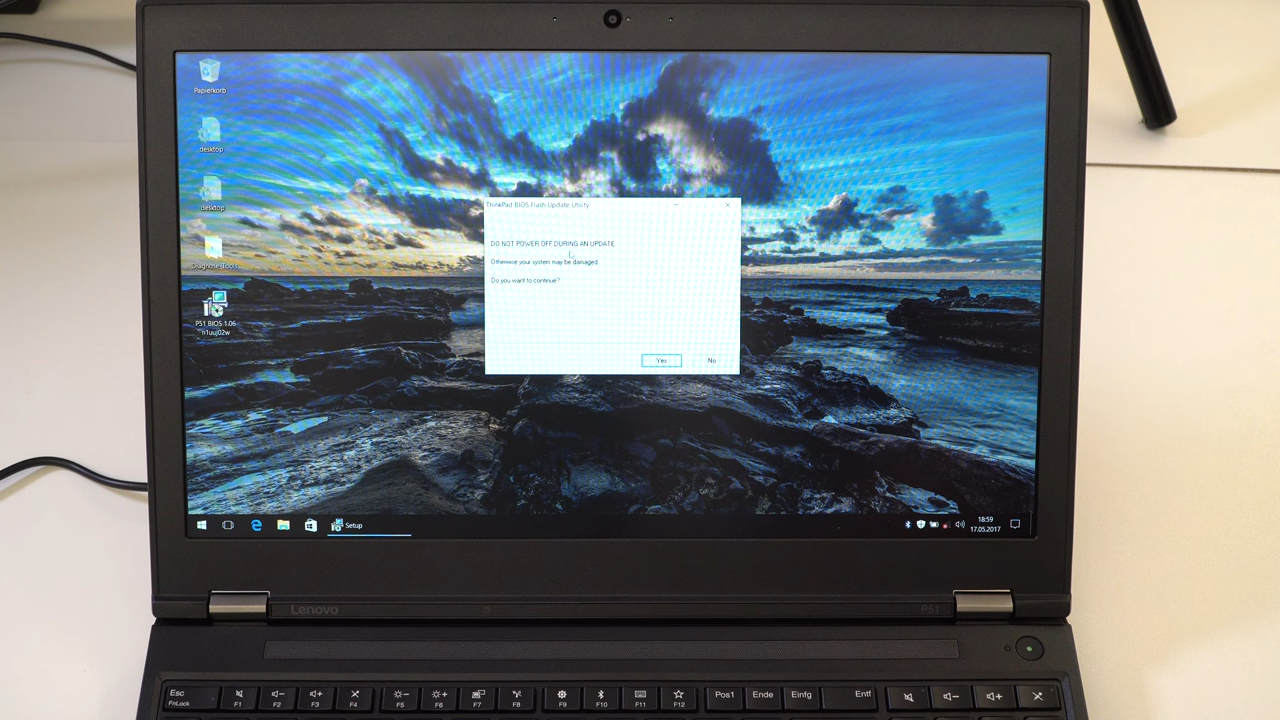 Papierkorb
desktop
desktop
Diagnose-Tools
P51 BIOS 1.06
n1uuj02w
ThinkPad BIOS Flash Update Utility
DO NOT POWER OFF DURING AN UPDATE
Otherwise your system may be damaged
Do you want to continue?
Yes No
Setup
18:59
17.05.2017
Lenovo P51
Esc Pos1 Ende Einfg Entf
FnLock F1 F2 F3 F4 F5 F6 F7 F8 F9 F10 F11 F12